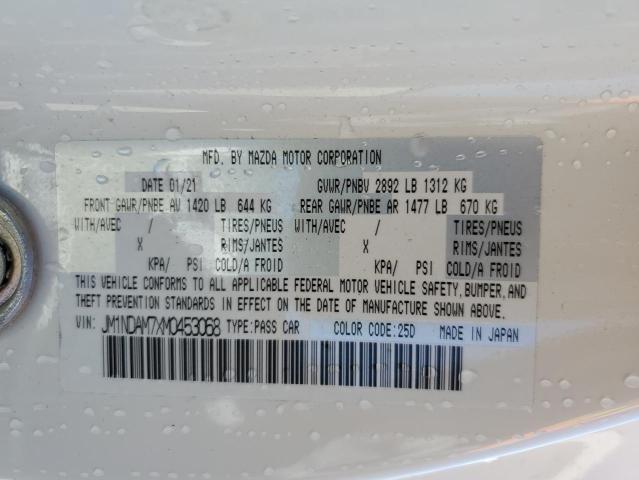 MFD. BY MAZDA MOTOR CORPORATION
DATE 01/21 GVWR/PNBV 2892 LB 1312 KG
FRONT GAWR/PNBE AV 1420 LB 644 KG REAR GAWR/PNBE AR 1477 LB 670 KG
WITH/AVEC / TIRES/PNEUS WITH/AVEC / TIRES/PNEUS
X RIMS/JANTES X RIMS/JANTES
KPA/ PSI COLD/A FROID KPA/ PSI COLD/A FROID
THIS VEHICLE CONFORMS TO ALL APPLICABLE FEDERAL MOTOR VEHICLE SAFETY, BUMPER, AND
THEFT PREVENTION STANDARDS IN EFFECT ON THE DATE OF MANUFACTURE SHOWN ABOVE.
VIN: JM1NDAM7XM0453068 TYPE:PASS CAR COLOR CODE:25D MADE IN JAPAN